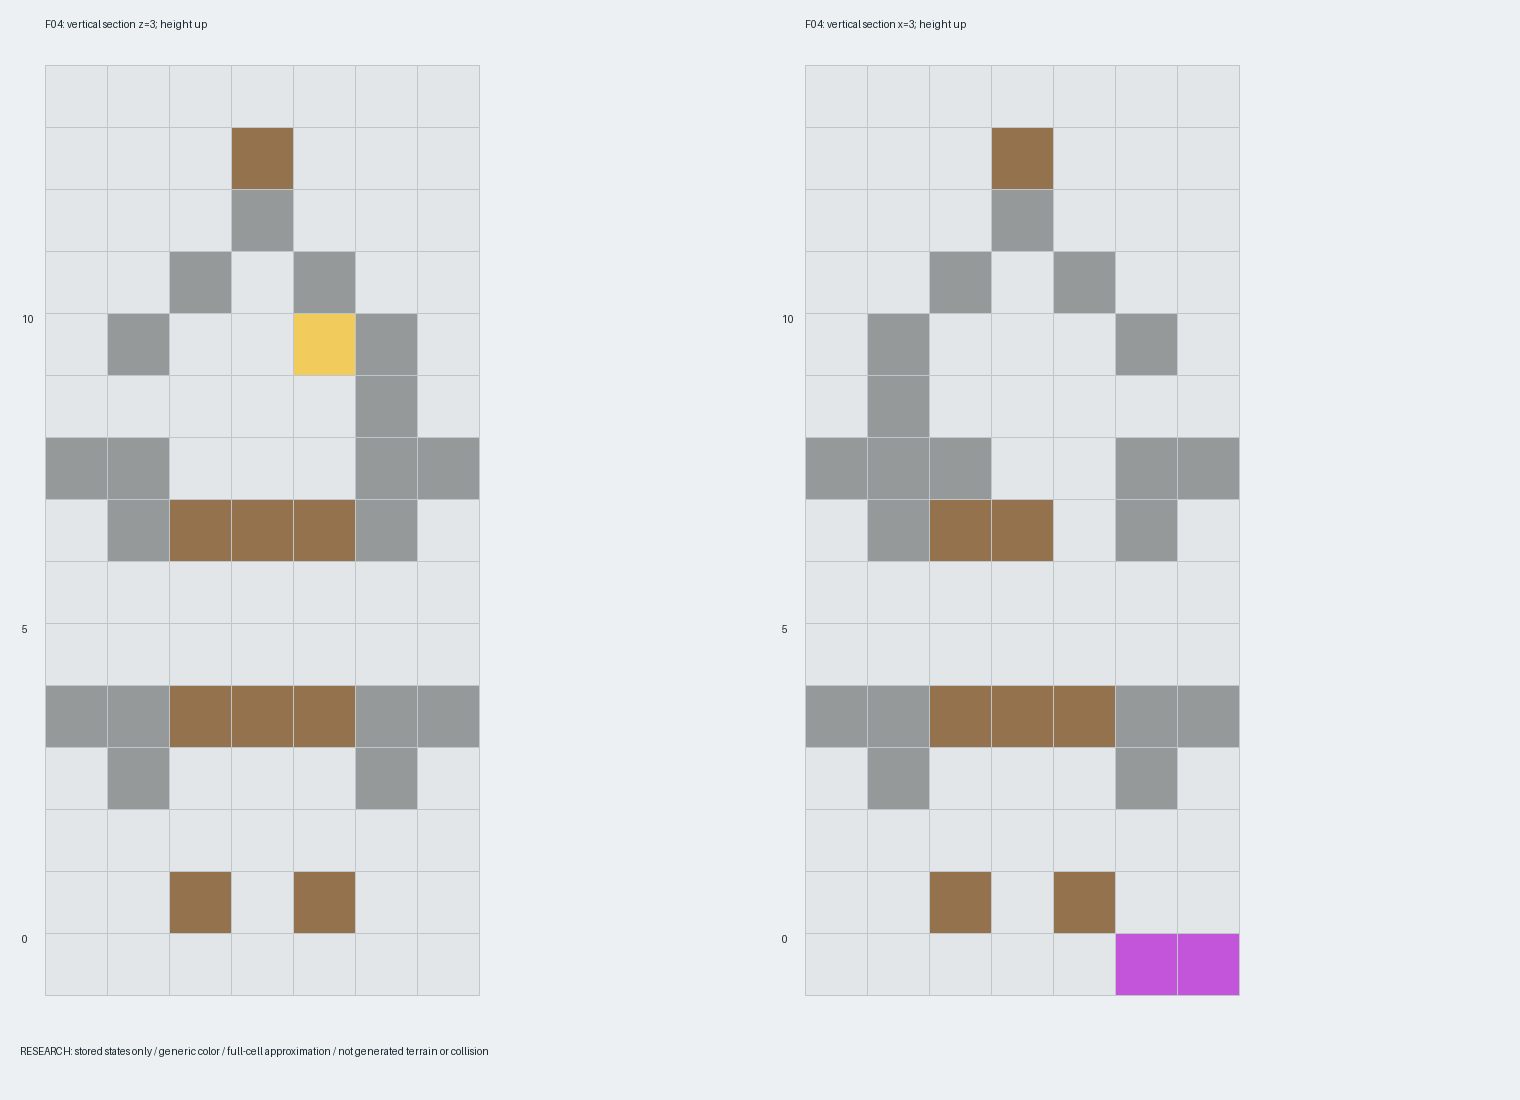 F04: vertical section z=3; height up
F04: vertical section x=3; height up
10
10
5
5
0
0
RESEARCH: stored states only / generic color / full-cell approximation / not generated terrain or collision